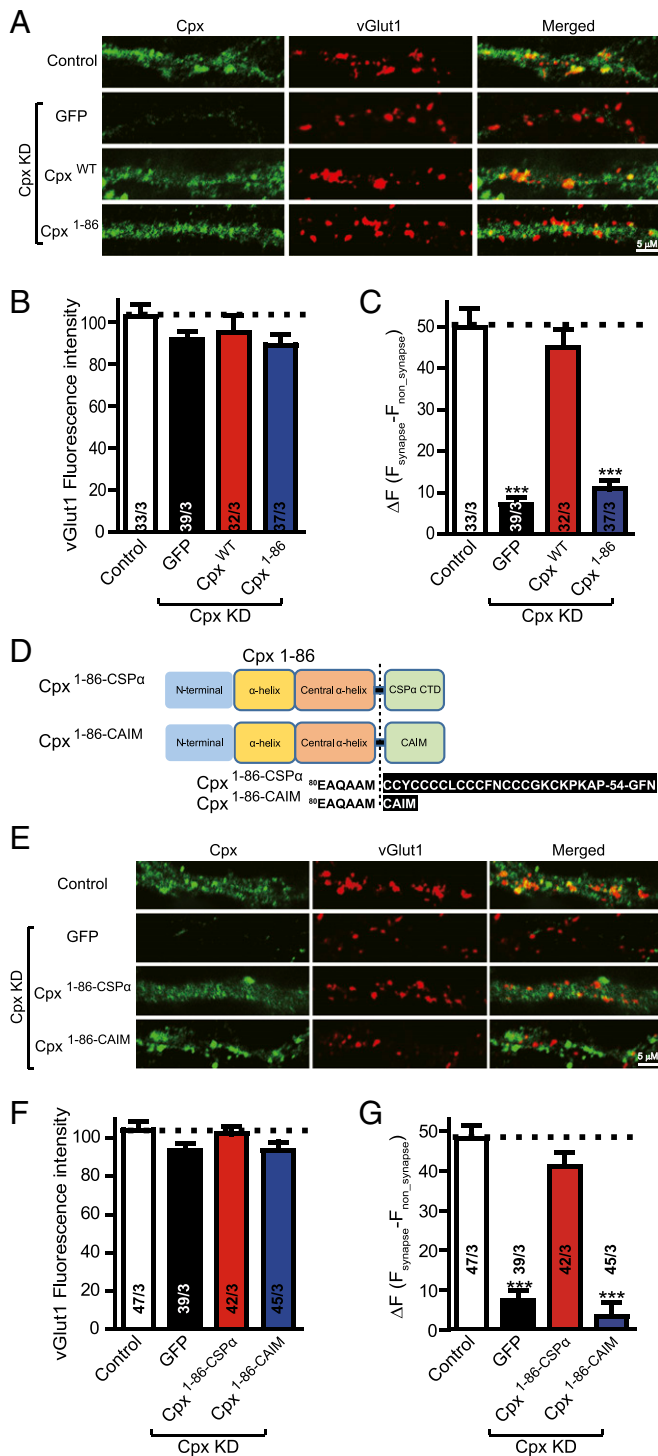 A
Cpx vGlut1 Merged
Control
GFP
Cpx WT
Cpx 1-86
Cpx KD
5 μM
B
vGlut1 Fluorescence intensity
100
80
60
40
20
0
33/3 39/3 32/3 37/3
Control GFP Cpx WT Cpx 1-86
Cpx KD
C
ΔF (Fsynapse-Fnon_synapse)
50
40
30
20
10
0
*** ***
33/3 39/3 32/3 37/3
Control GFP Cpx WT Cpx 1-86
Cpx KD
D
Cpx 1-86
Cpx 1-86-CSPα N-terminal α-helix Central α-helix CSPα CTD
Cpx 1-86-CAIM N-terminal α-helix Central α-helix CAIM
Cpx 1-86-CSPα 80EAQAAM CCYCCCCLCCCFNCCCGKCKPKAP-54-GFN
Cpx 1-86-CAIM 80EAQAAM CAIM
E
Cpx vGlut1 Merged
Control
GFP
Cpx 1-86-CSPα
Cpx 1-86-CAIM
Cpx KD
5 μM
F
vGlut1 Fluorescence intensity
100
80
60
40
20
0
47/3 39/3 42/3 45/3
Control GFP Cpx 1-86-CSPα Cpx 1-86-CAIM
Cpx KD
G
ΔF (Fsynapse-Fnon_synapse)
50
40
30
20
10
0
47/3 39/3 42/3 45/3
*** ***
Control GFP Cpx 1-86-CSPα Cpx 1-86-CAIM
Cpx KD